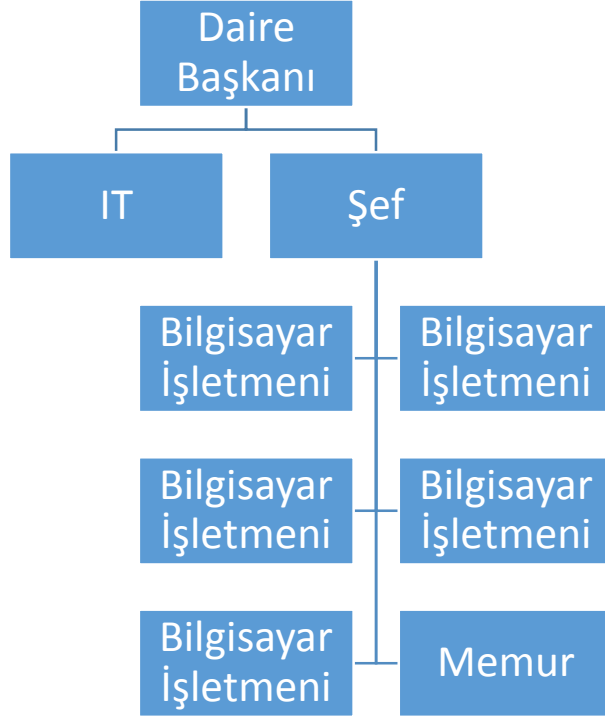 Daire
Başkanı
IT
Şef
Bilgisayar
İşletmeni
Bilgisayar
İşletmeni
Bilgisayar
İşletmeni
Bilgisayar
İşletmeni
Bilgisayar
İşletmeni
Memur